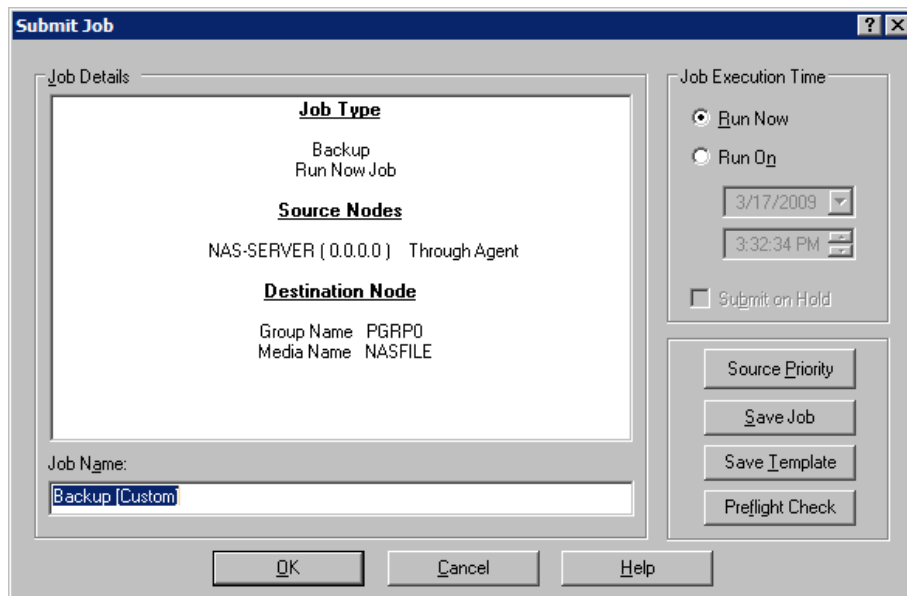 Submit Job
Job Details
Job Type
Backup
Run Now Job
Source Nodes
NAS-SERVER ( 0.0.0.0 ) Through Agent
Destination Node
Group Name PGRP0
Media Name NASFILE
Job Name:
Backup [Custom]
Job Execution Time
Run Now
Run On
3/17/2009
3:32:34 PM
Submit on Hold
Source Priority
Save Job
Save Template
Preflight Check
OK
Cancel
Help